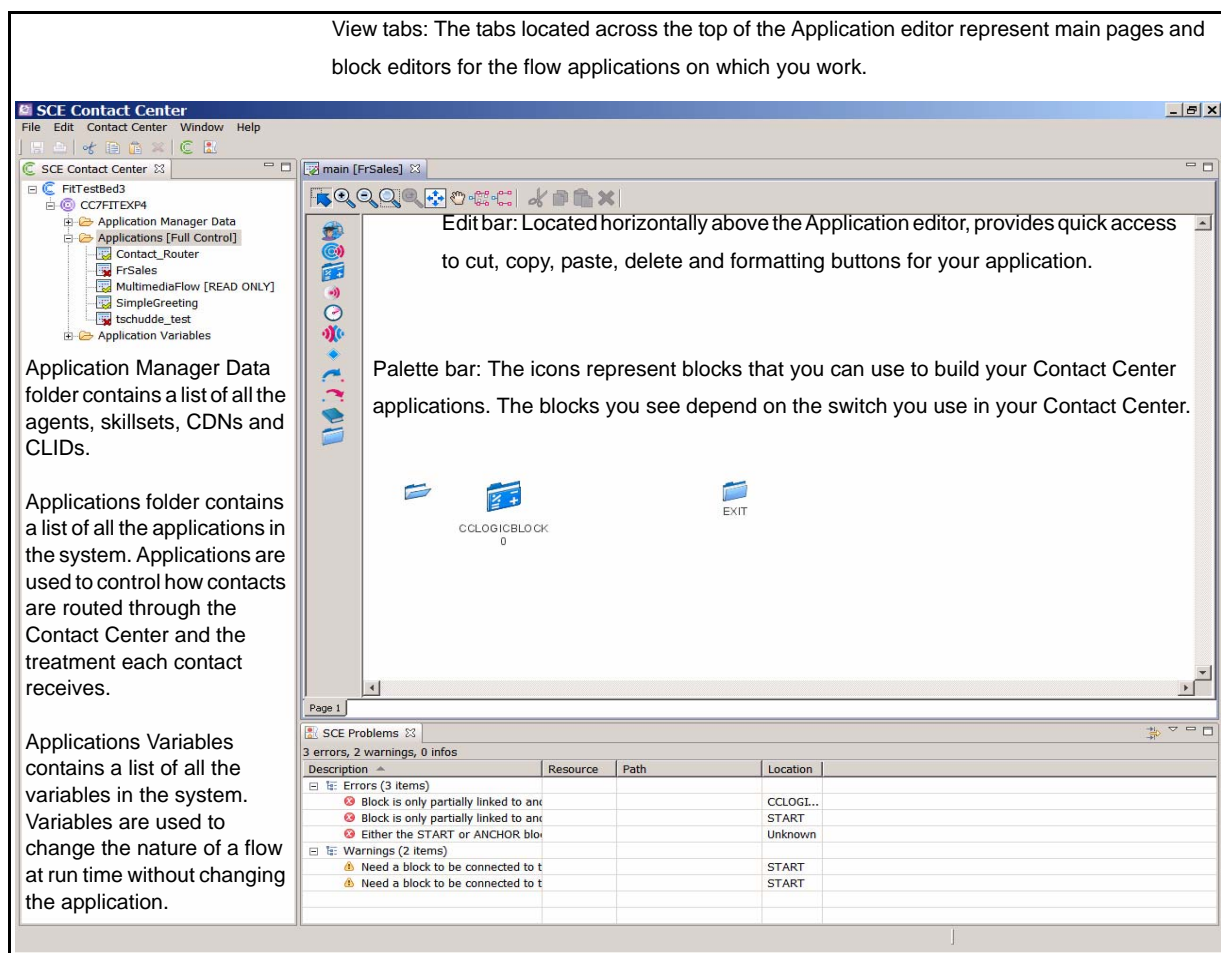 View tabs: The tabs located across the top of the Application editor represent main pages and
block editors for the flow applications on which you work.
SCE Contact Center
File Edit Contact Center Window Help
SCE Contact Center
FitTestBed3
CC7FITEXP4
Application Manager Data
Applications [Full Control]
Contact_Router
FrSales
MultimediaFlow [READ ONLY]
SimpleGreeting
tschudde_test
Application Variables
Application Manager Data
folder contains a list of all the
agents, skillsets, CDNs and
CLIDs.
Applications folder contains
a list of all the applications in
the system. Applications are
used to control how contacts
are routed through the
Contact Center and the
treatment each contact
receives.
Applications Variables
contains a list of all the
variables in the system.
Variables are used to
change the nature of a flow
at run time without changing
the application.
main [FrSales]
Edit bar: Located horizontally above the Application editor, provides quick access
to cut, copy, paste, delete and formatting buttons for your application.
Palette bar: The icons represent blocks that you can use to build your Contact Center
applications. The blocks you see depend on the switch you use in your Contact Center.
CCLOGICBLOCK
0
EXIT
Page 1
SCE Problems
3 errors, 2 warnings, 0 infos
Description Resource Path Location
Errors (3 items)
Block is only partially linked to and CCLOGI...
Block is only partially linked to and START
Either the START or ANCHOR blo Unknown
Warnings (2 items)
Need a block to be connected to t START
Need a block to be connected to t START